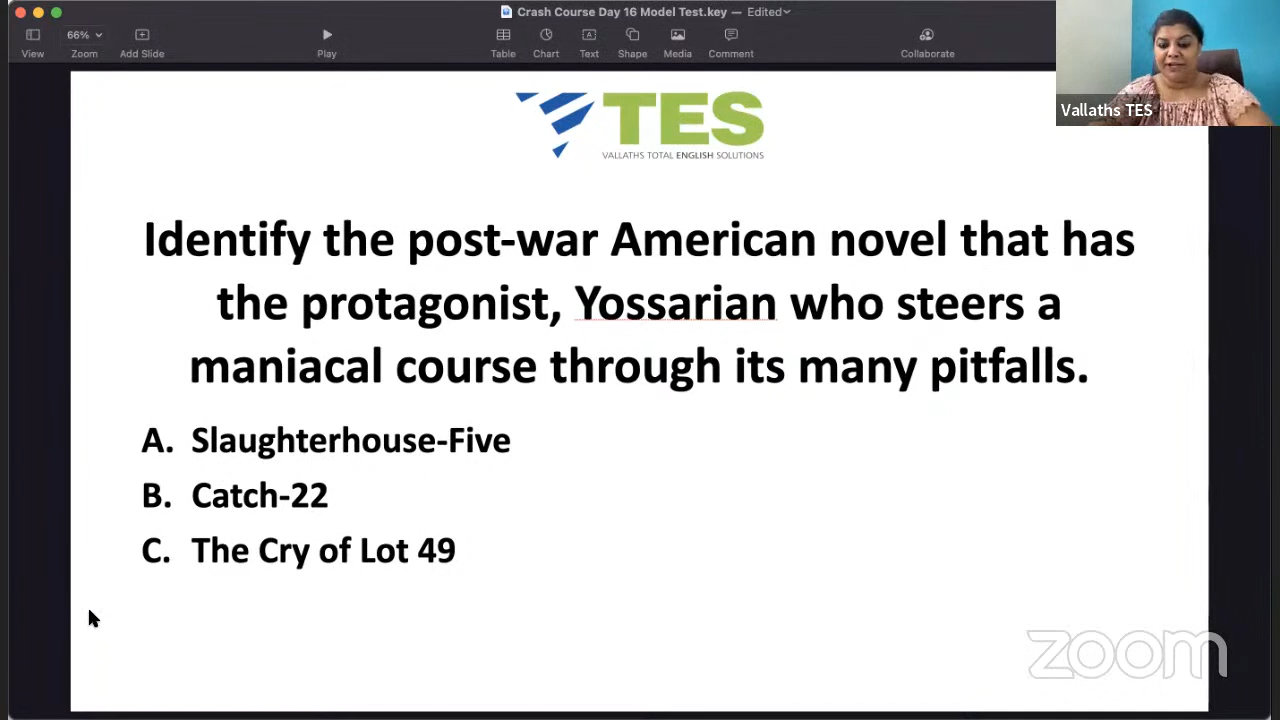 Crash Course Day 16 Model Test.key — Edited
66%
View
Zoom
Add Slide
Play
Table
Chart
Text
Shape
Media
Comment
Collaborate
Vallaths TES
TES
VALLATHS TOTAL ENGLISH SOLUTIONS
Identify the post-war American novel that has
the protagonist, Yossarian who steers a
maniacal course through its many pitfalls.
A. Slaughterhouse-Five
B. Catch-22
C. The Cry of Lot 49
zoom